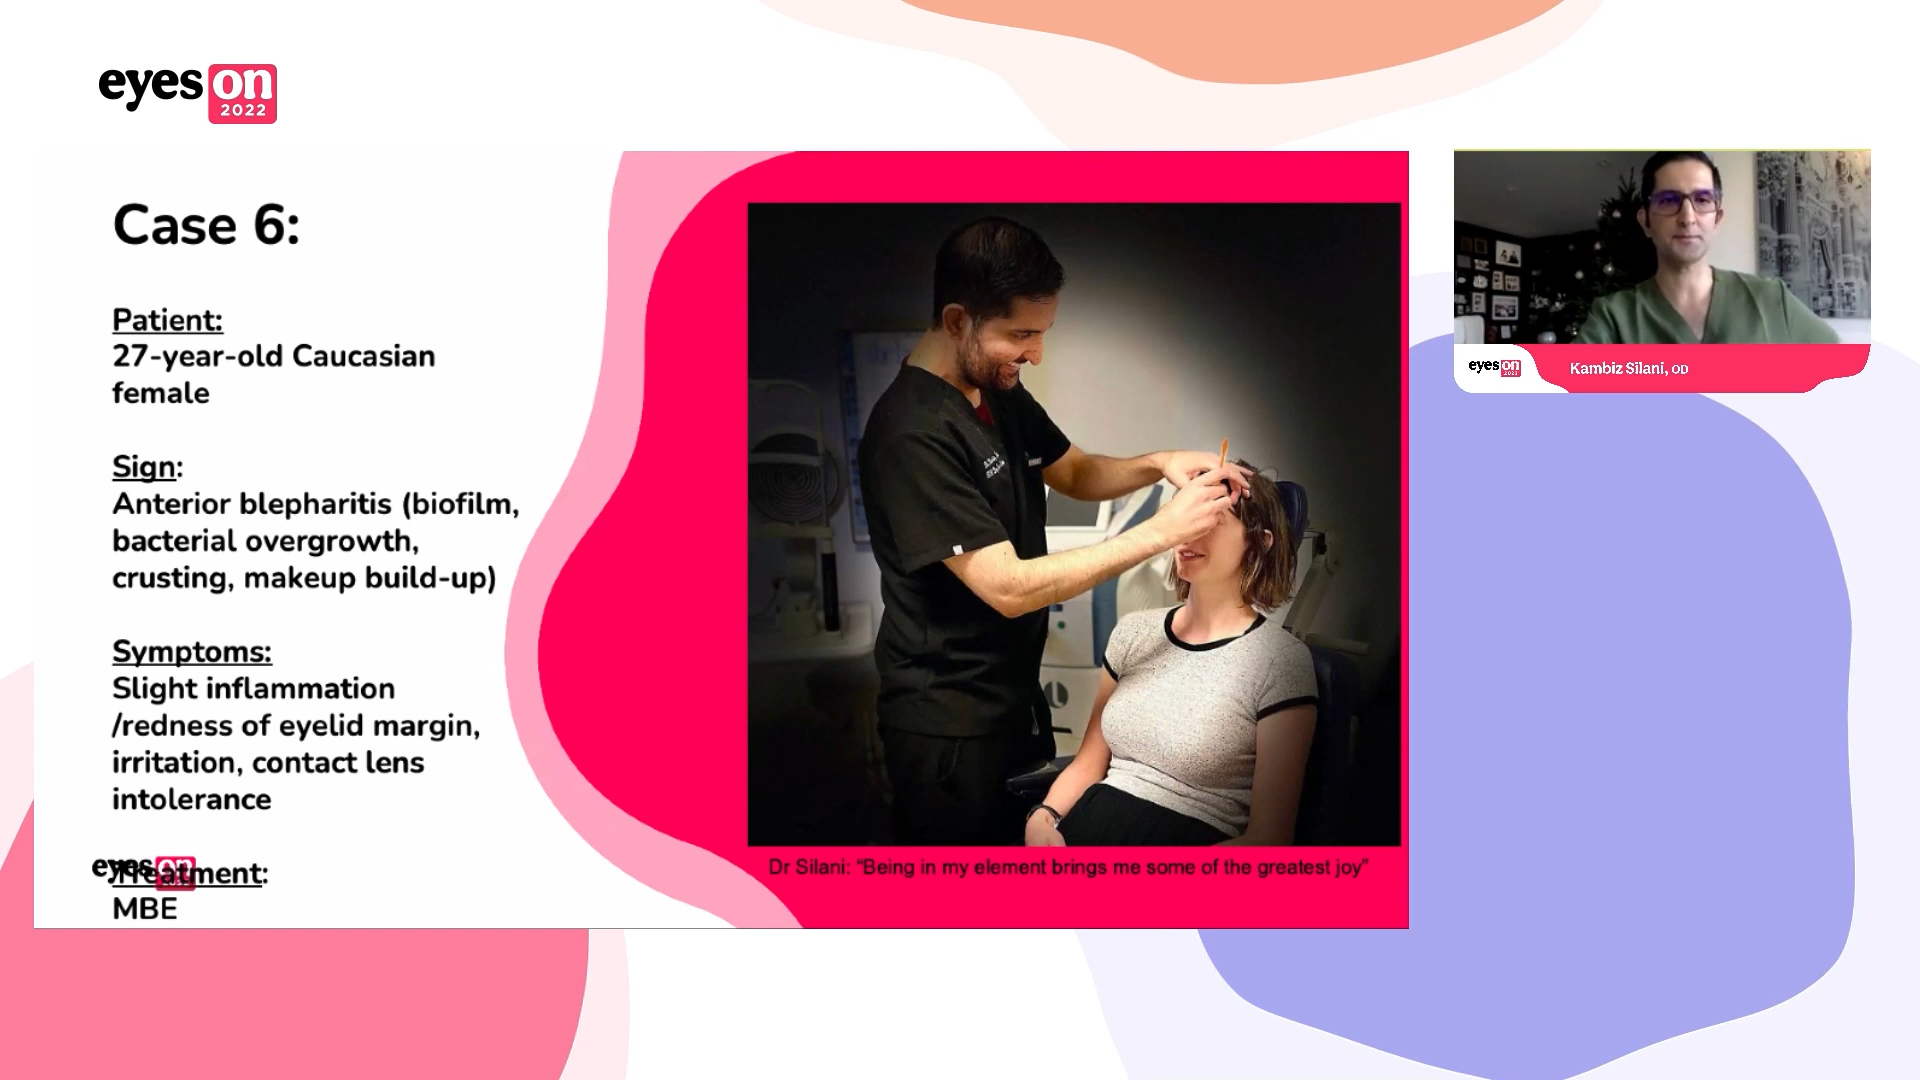 eyes on
2022
Case 6:
Patient:
27-year-old Caucasian
female
Sign:
Anterior blepharitis (biofilm,
bacterial overgrowth,
crusting, makeup build-up)
Symptoms:
Slight inflammation
/redness of eyelid margin,
irritation, contact lens
intolerance
eyes on
Treatment:
MBE
Dr Silani: “Being in my element brings me some of the greatest joy”
eyes on
Kambiz Silani, OD